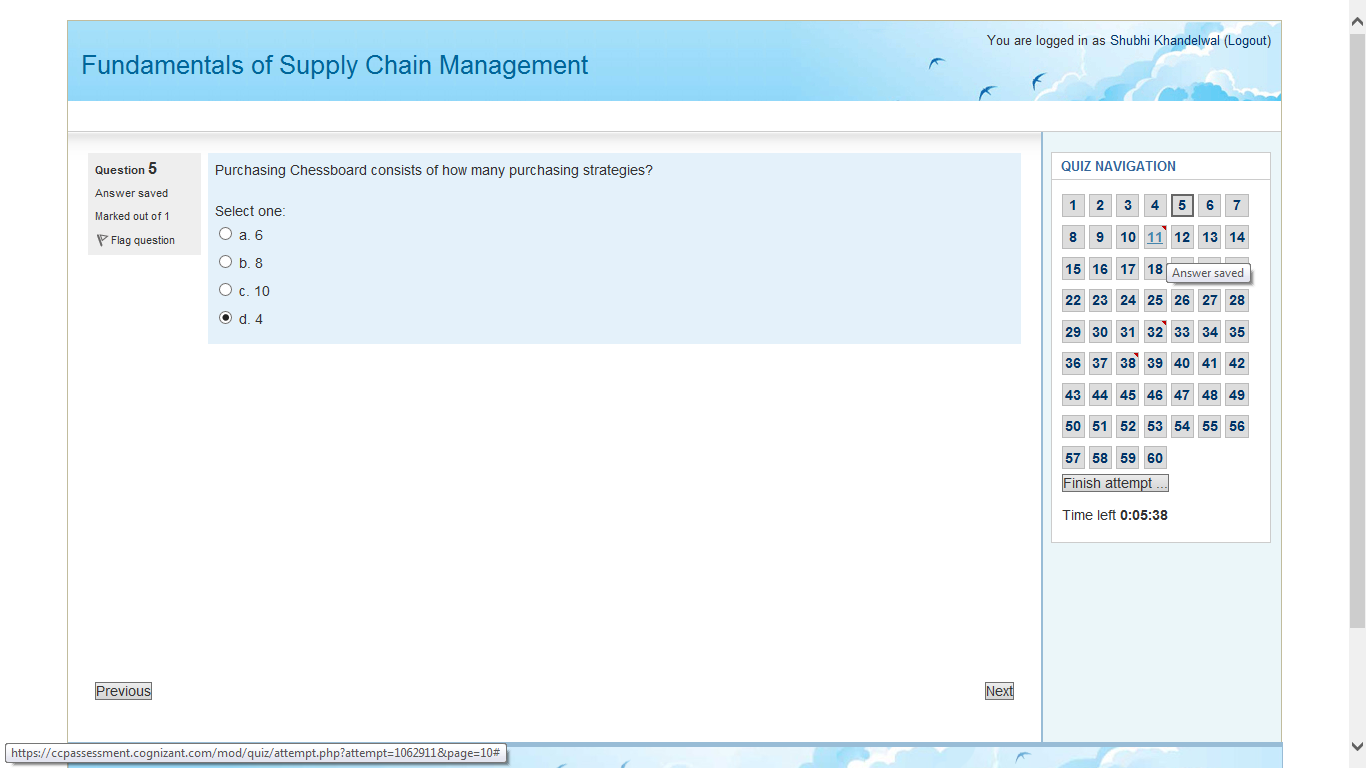 You are logged in as Shubhi Khandelwal (Logout)
Fundamentals of Supply Chain Management
Question 5
Answer saved
Marked out of 1
Flag question
Purchasing Chessboard consists of how many purchasing strategies?
Select one:
a. 6
b. 8
c. 10
d. 4
Previous
Next
QUIZ NAVIGATION
1 2 3 4 5 6 7
8 9 10 11 12 13 14
15 16 17 18
Answer saved
22 23 24 25 26 27 28
29 30 31 32 33 34 35
36 37 38 39 40 41 42
43 44 45 46 47 48 49
50 51 52 53 54 55 56
57 58 59 60
Finish attempt ...
Time left 0:05:38
https://ccpassessment.cognizant.com/mod/quiz/attempt.php?attempt=1062911&page=10#